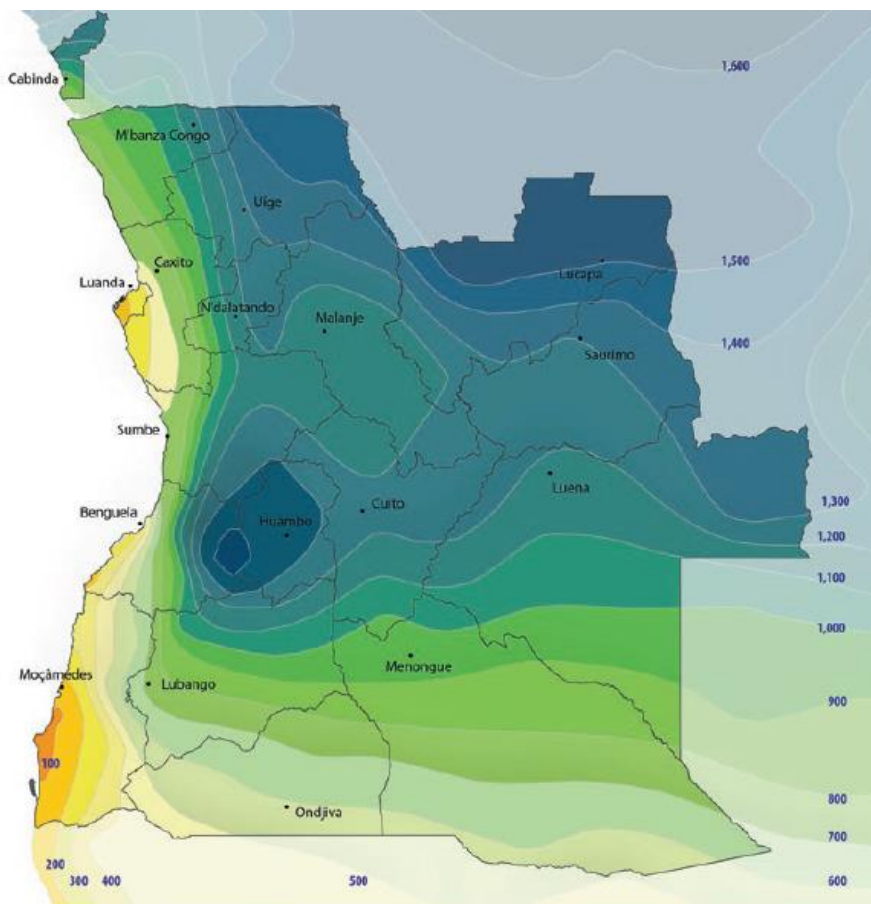 1,600
Cabinda
M'banza Congo
Uíge
1,500
Lucapa
Caxito
Luanda
N'dalatando
Malanje
1,400
Saurimo
Sumbe
Luena
1,300
Cuito
Benguela
Huambo
1,200
1,100
1,000
Menongue
Moçâmedes
Lubango
900
100
800
Ondjiva
700
200
300
400
500
600